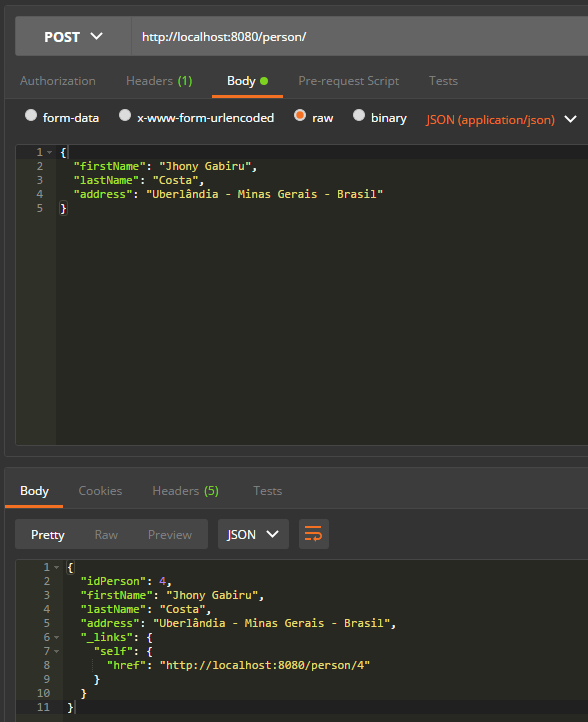 POST http://localhost:8080/person/
Authorization Headers (1) Body Pre-request Script Tests
form-data x-www-form-urlencoded raw binary JSON (application/json)
1 {
2 "firstName": "Jhony Gabiru",
3 "lastName": "Costa",
4 "address": "Uberlândia - Minas Gerais - Brasil"
5 }
Body Cookies Headers (5) Tests
Pretty Raw Preview JSON
1 {
2 "idPerson": 4,
3 "firstName": "Jhony Gabiru",
4 "lastName": "Costa",
5 "address": "Uberlândia - Minas Gerais - Brasil",
6 "_links": {
7 "self": {
8 "href": "http://localhost:8080/person/4"
9 }
10 }
11 }